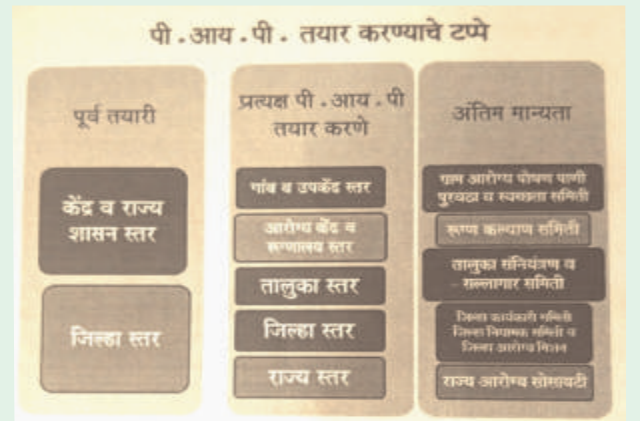 पी.आय.पी. तयार करण्याचे टप्पे
पूर्व तयारी
केंद्र व राज्य
शासन स्तर
जिल्हा स्तर
प्रत्यक्ष पी.आय.पी
तयार करणे
गांव व उपकेंद्र स्तर
आरोग्य केंद्र व
रूग्णालय स्तर
तालुका स्तर
जिल्हा स्तर
राज्य स्तर
अंतिम मान्यता
ग्राम आरोग्य पोषण पाणी
पुरवठा व स्वच्छता समिती
रूग्ण कल्याण समिती
तालुका संनियंत्रण व
सल्लागार समिती
जिल्हा कार्यकारी समिती
जिल्हा नियामक समिती व
जिल्हा आरोग्य मिशन
राज्य आरोग्य सोसायटी